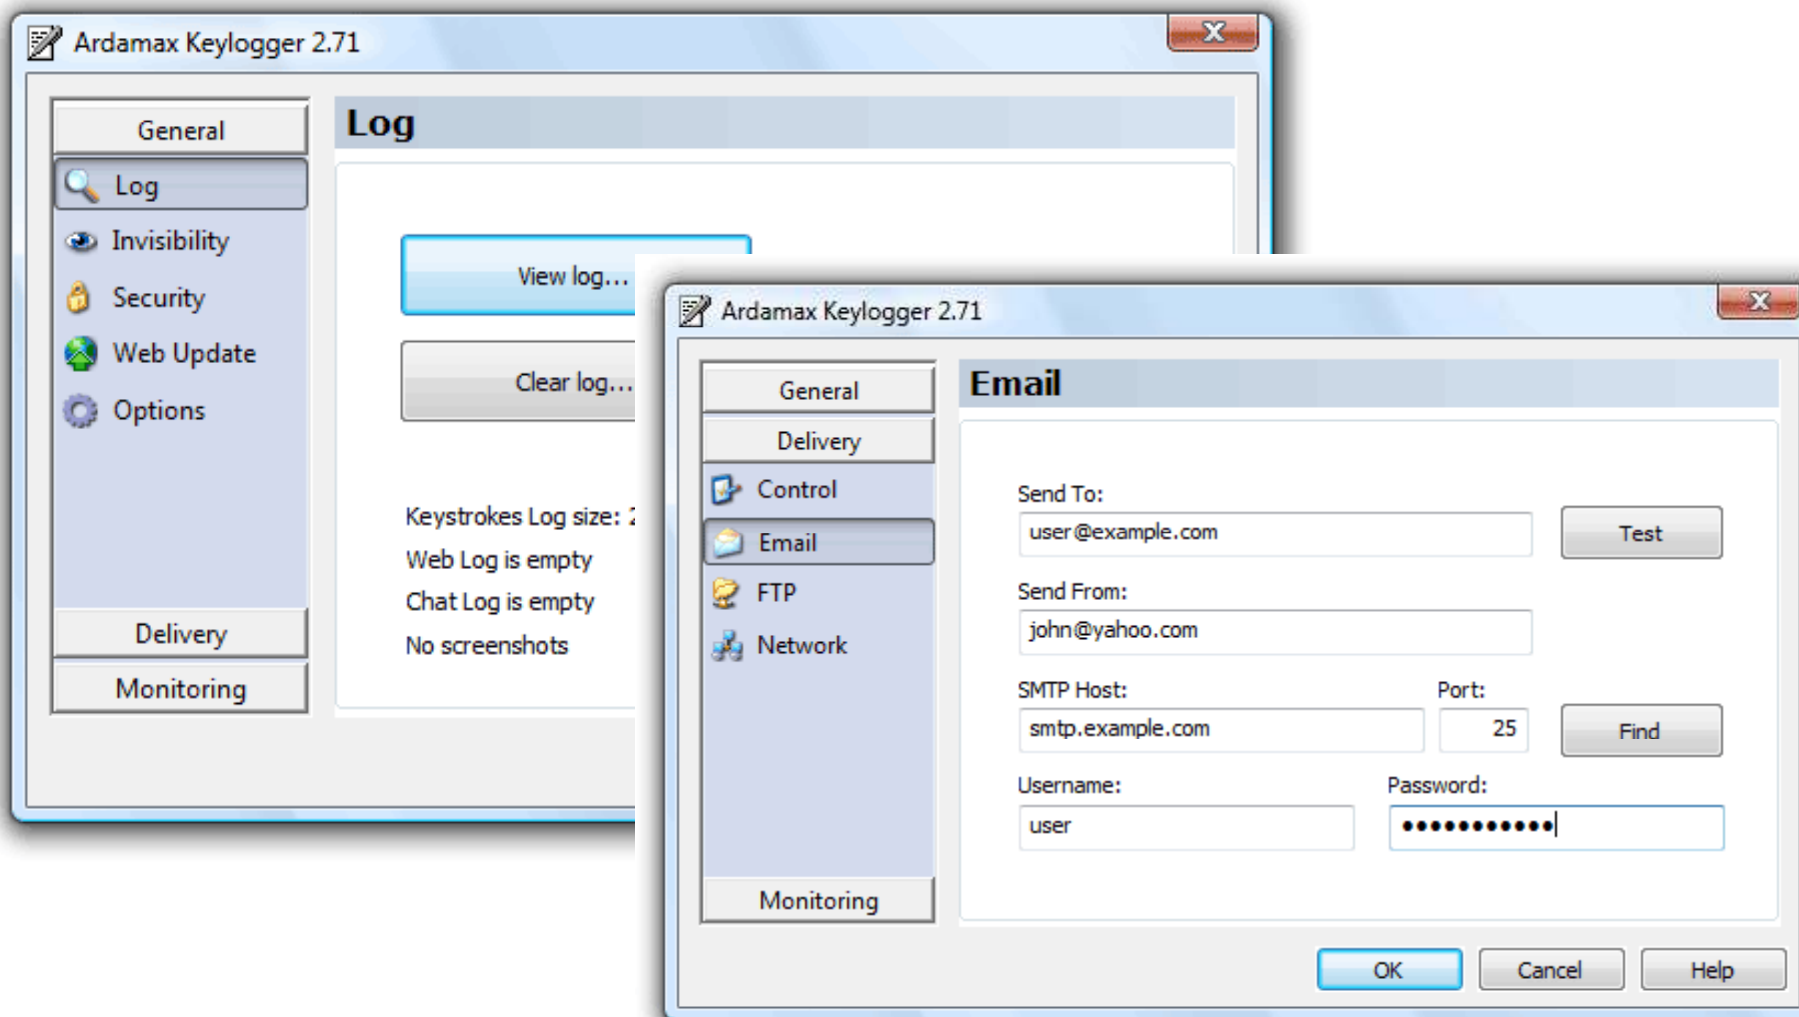 Ardamax Keylogger 2.71
General
Log
Invisibility
Security
Web Update
Options
Delivery
Monitoring
Log
View log...
Clear log...
Keystrokes Log size: 2
Web Log is empty
Chat Log is empty
No screenshots
Ardamax Keylogger 2.71
General
Delivery
Control
Email
FTP
Network
Monitoring
Email
Send To:
user@example.com
Test
Send From:
john@yahoo.com
SMTP Host: Port:
smtp.example.com 25 Find
Username: Password:
user •••••••••••
OK Cancel Help